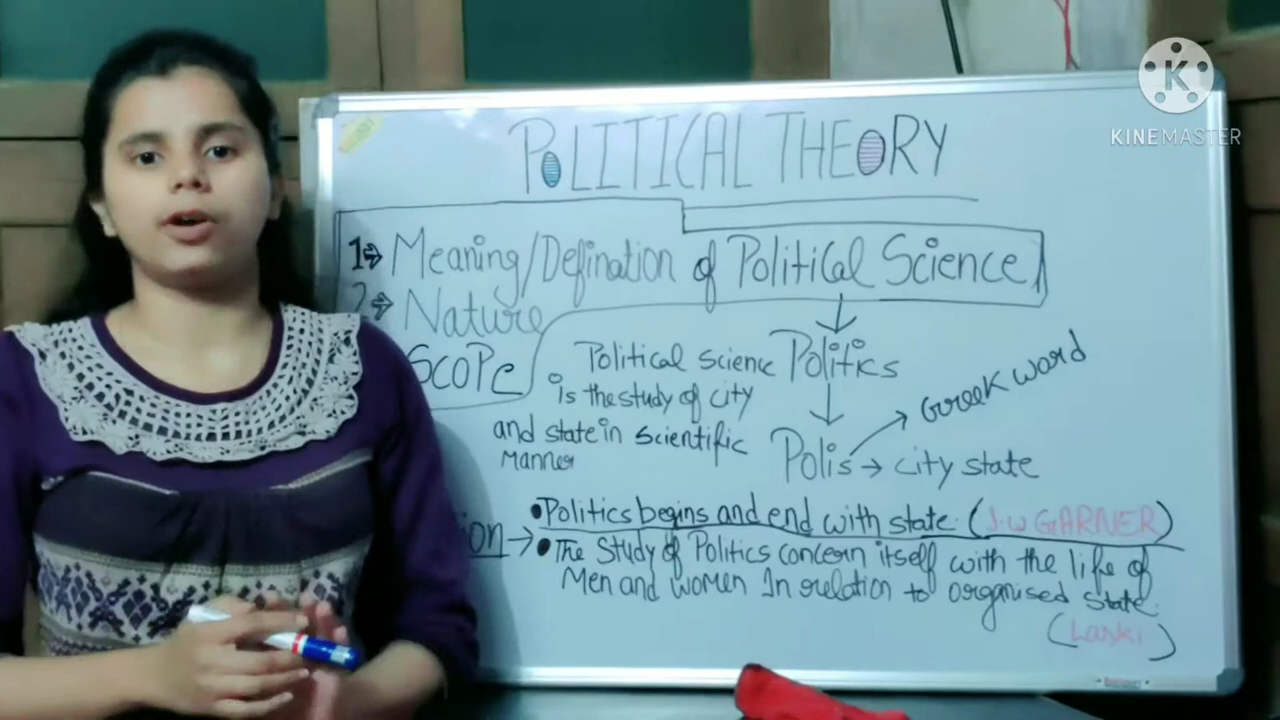 POLITICAL THEORY
1⇒ Meaning/Defination of Political Science
2⇒ Nature
SCOPE
Political science
is the study of city
and state in scientific
manner
Politics
Polis → city state
Greek word
ion → • Politics begins and end with state. (J.W GARNER)
• The study of Politics concern itself with the life of
Men and women In relation to organised state.
(Laski)
K
KINEMASTER